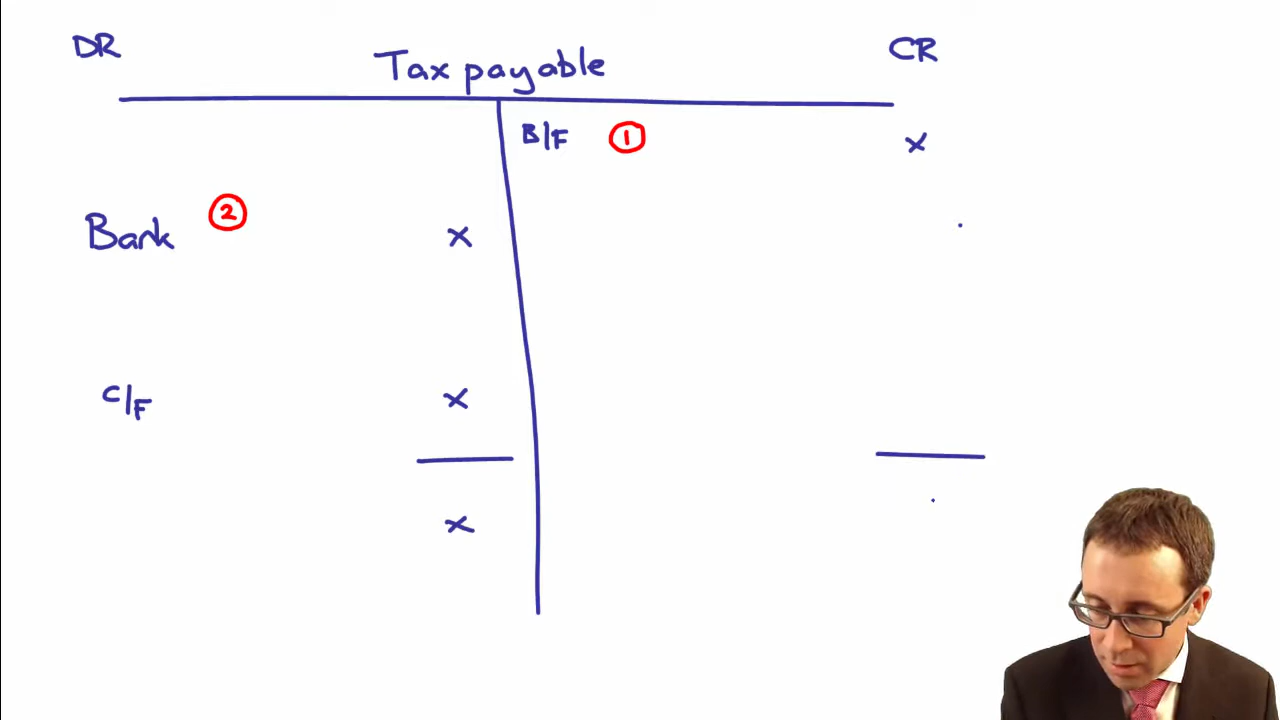 DR Tax payable CR
B/F ① x
Bank ② x
C/F x
x